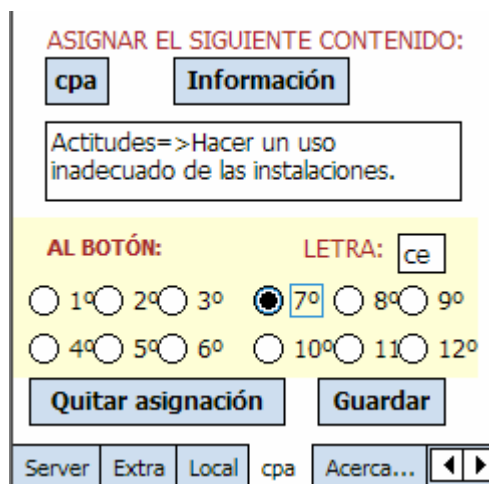 ASIGNAR EL SIGUIENTE CONTENIDO:
cpa Información
Actitudes=>Hacer un uso
inadecuado de las instalaciones.
AL BOTÓN: LETRA: ce
1º 2º 3º 7º 8º 9º
4º 5º 6º 10º 11 12º
Quitar asignación Guardar
Server Extra Local cpa Acerca...